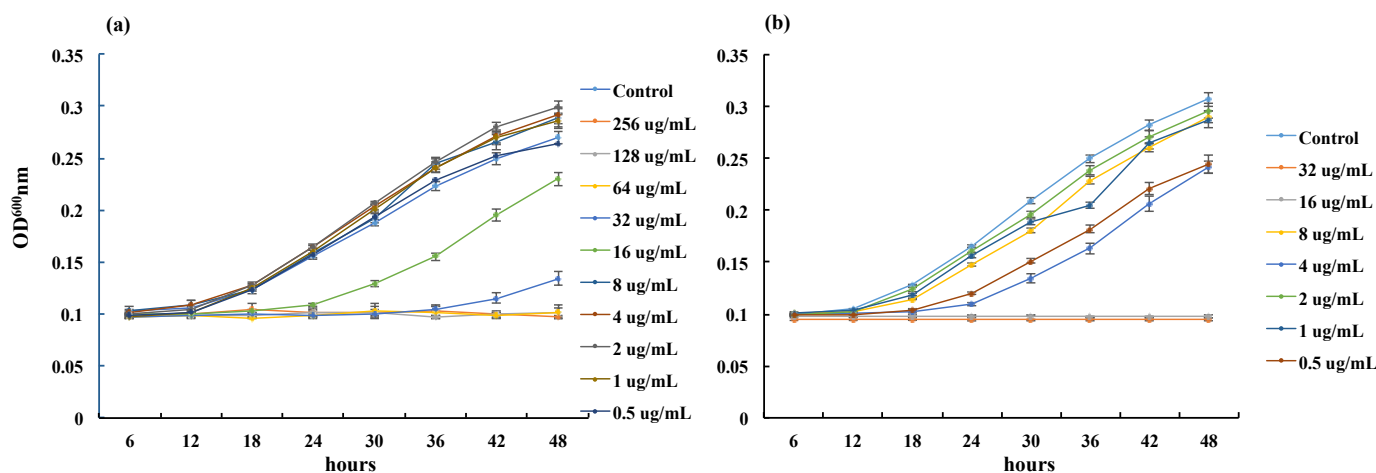 (a)
OD600nm
0.35
0.3
0.25
0.2
0.15
0.1
0.05
0
6 12 18 24 30 36 42 48
hours
Control
256 ug/mL
128 ug/mL
64 ug/mL
32 ug/mL
16 ug/mL
8 ug/mL
4 ug/mL
2 ug/mL
1 ug/mL
0.5 ug/mL
(b)
0.35
0.3
0.25
0.2
0.15
0.1
0.05
0
6 12 18 24 30 36 42 48
hours
Control
32 ug/mL
16 ug/mL
8 ug/mL
4 ug/mL
2 ug/mL
1 ug/mL
0.5 ug/mL